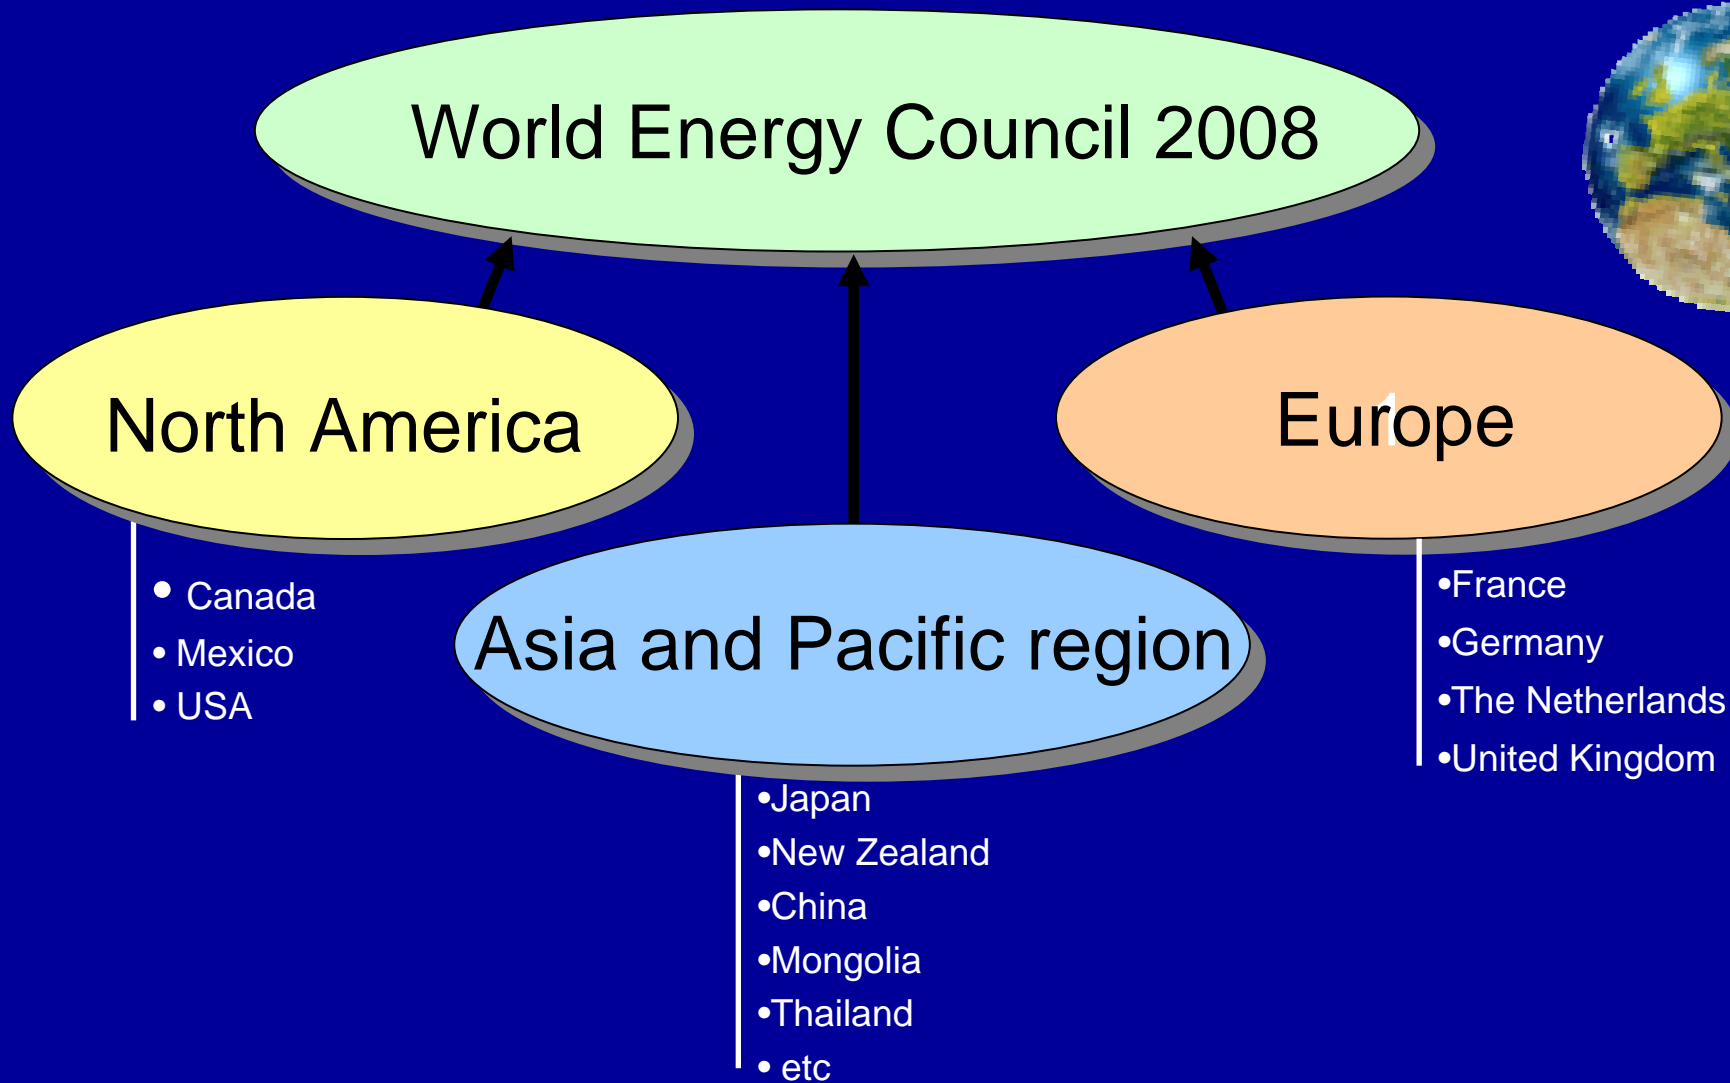 World Energy Council 2008
North America
Europe
1
• Canada
• Mexico
• USA
Asia and Pacific region
•France
•Germany
•The Netherlands
•United Kingdom
•Japan
•New Zealand
•China
•Mongolia
•Thailand
• etc